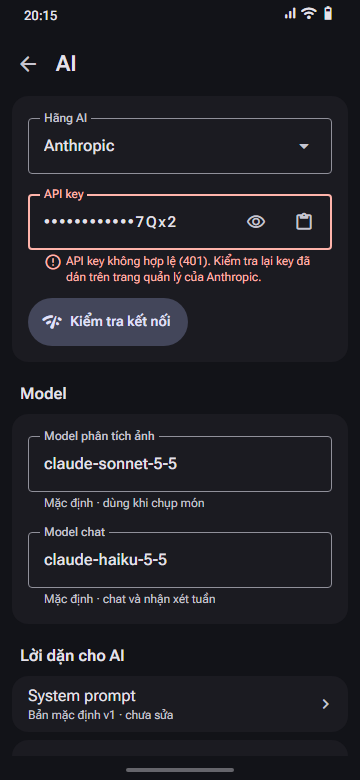 20:15
AI
Hãng AI
Anthropic
API key
••••••••••••7Qx2
API key không hợp lệ (401). Kiểm tra lại key đã
dán trên trang quản lý của Anthropic.
Kiểm tra kết nối
Model
Model phân tích ảnh
claude-sonnet-5-5
Mặc định · dùng khi chụp món
Model chat
claude-haiku-5-5
Mặc định · chat và nhận xét tuần
Lời dặn cho AI
System prompt
Bản mặc định v1 · chưa sửa